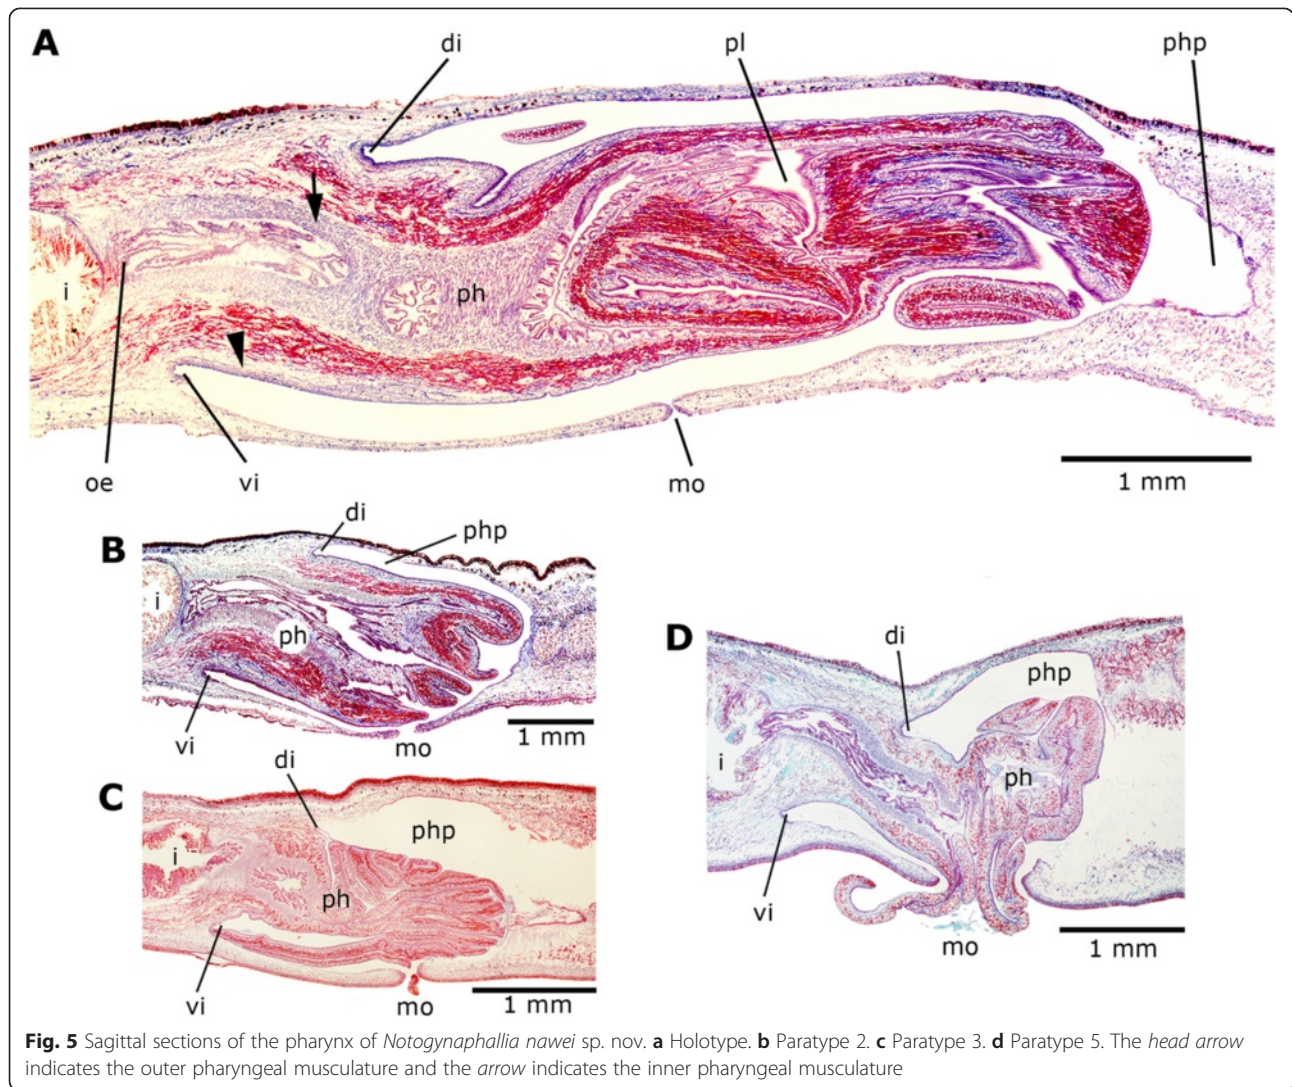 A
di
pl
php
i
ph
oe
vi
mo
1 mm
B
di
php
i
ph
vi
mo
1 mm
C
di
php
i
ph
vi
mo
1 mm
D
di
php
i
ph
vi
mo
1 mm
Fig. 5 Sagittal sections of the pharynx of Notogynaphallia nawei sp. nov. a Holotype. b Paratype 2. c Paratype 3. d Paratype 5. The head arrow
indicates the outer pharyngeal musculature and the arrow indicates the inner pharyngeal musculature